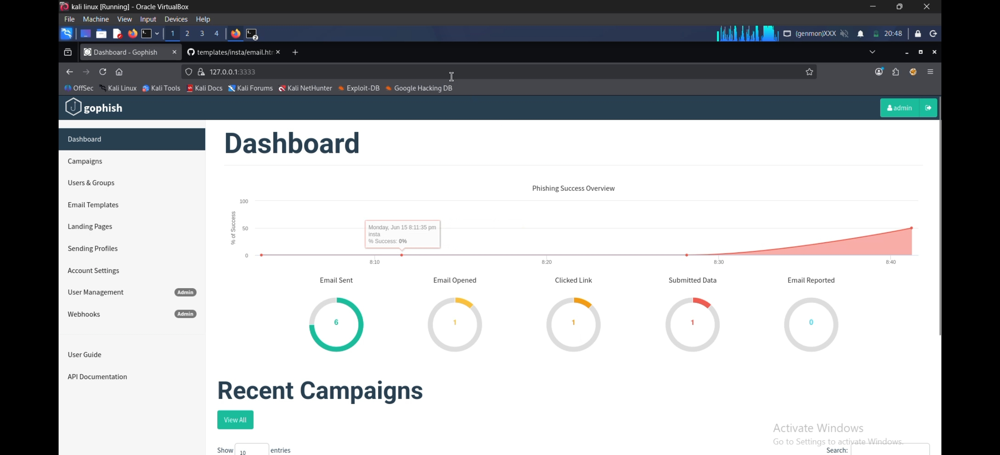 kali linux [Running] - Oracle VirtualBox
File Machine View Input Devices Help
1 2 3 4 2 (genmon)XXX 20:48
Dashboard - Gophish templates/insta/email.htm
127.0.0.1:3333
OffSec Kali Linux Kali Tools Kali Docs Kali Forums Kali NetHunter Exploit-DB Google Hacking DB
gophish admin
Dashboard
Campaigns
Users & Groups
Email Templates
Landing Pages
Sending Profiles
Account Settings
User Management Admin
Webhooks Admin
User Guide
API Documentation
Dashboard
Phishing Success Overview
% of Success
100
50
0
Monday, Jun 15 8:11:35 pm
insta
% Success: 0%
8:10 8:20 8:30 8:40
Email Sent Email Opened Clicked Link Submitted Data Email Reported
6 1 1 1 0
Recent Campaigns
View All
Show 10 entries
Search:
Activate Windows
Go to Settings to activate Windows.